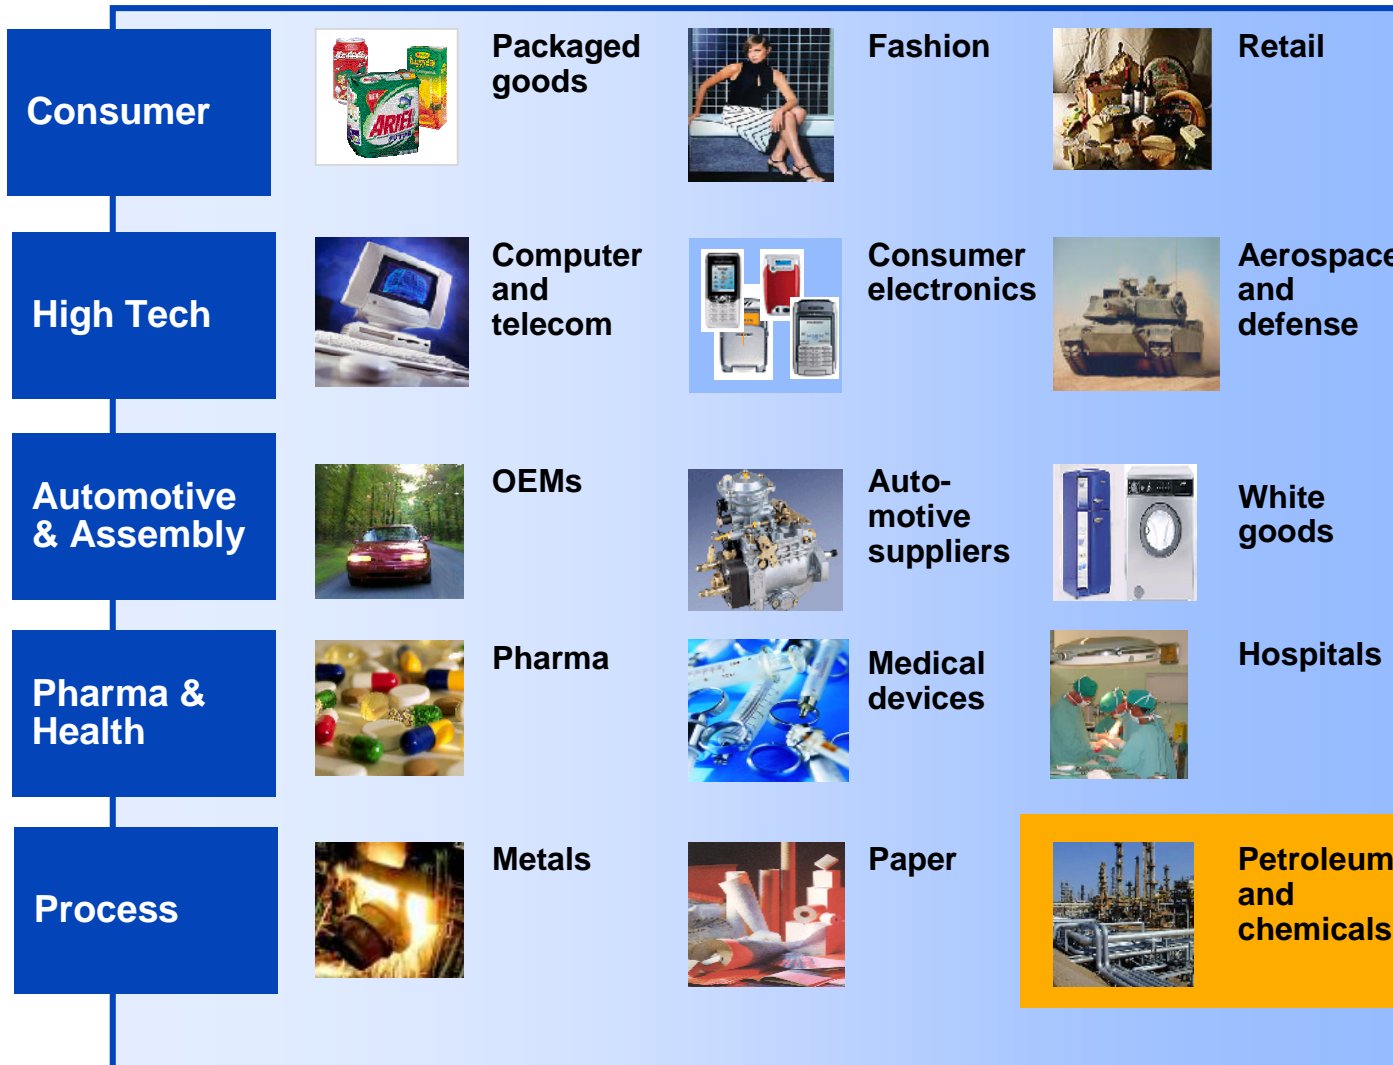 Consumer
Packaged
goods
ARIEL
Fashion
Retail
High Tech
Computer
and
telecom
Consumer
electronics
Aerospace
and
defense
Automotive
& Assembly
OEMs
Auto-
motive
suppliers
White
goods
Pharma &
Health
Pharma
Medical
devices
Hospitals
Process
Metals
Paper
Petroleum
and
chemicals